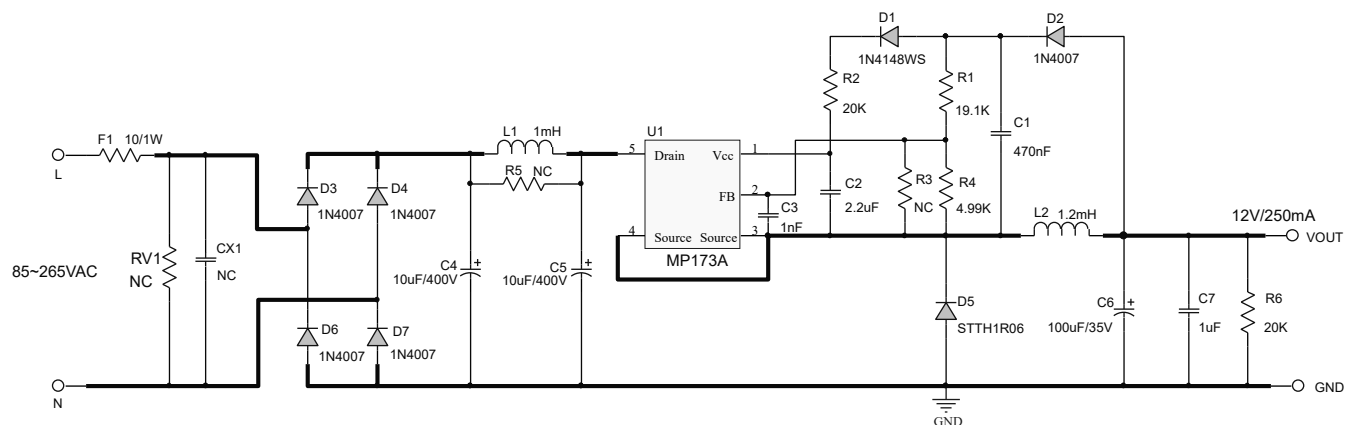 D1
1N4148WS
D2
1N4007
R2
20K
R1
19.1K
C1
470nF
F1 10/1W
L
L1 1mH
R5 NC
U1
5 Drain Vcc 1
FB 2
4 Source Source 3
MP173A
C2
2.2uF
C3
1nF
R3
NC
R4
4.99K
L2 1.2mH
12V/250mA
VOUT
D3
1N4007
D4
1N4007
85~265VAC
RV1
NC
CX1
NC
C4
10uF/400V
+
C5
10uF/400V
+
D5
STTH1R06
C6
100uF/35V
+
C7
1uF
R6
20K
D6
1N4007
D7
1N4007
N
GND
GND